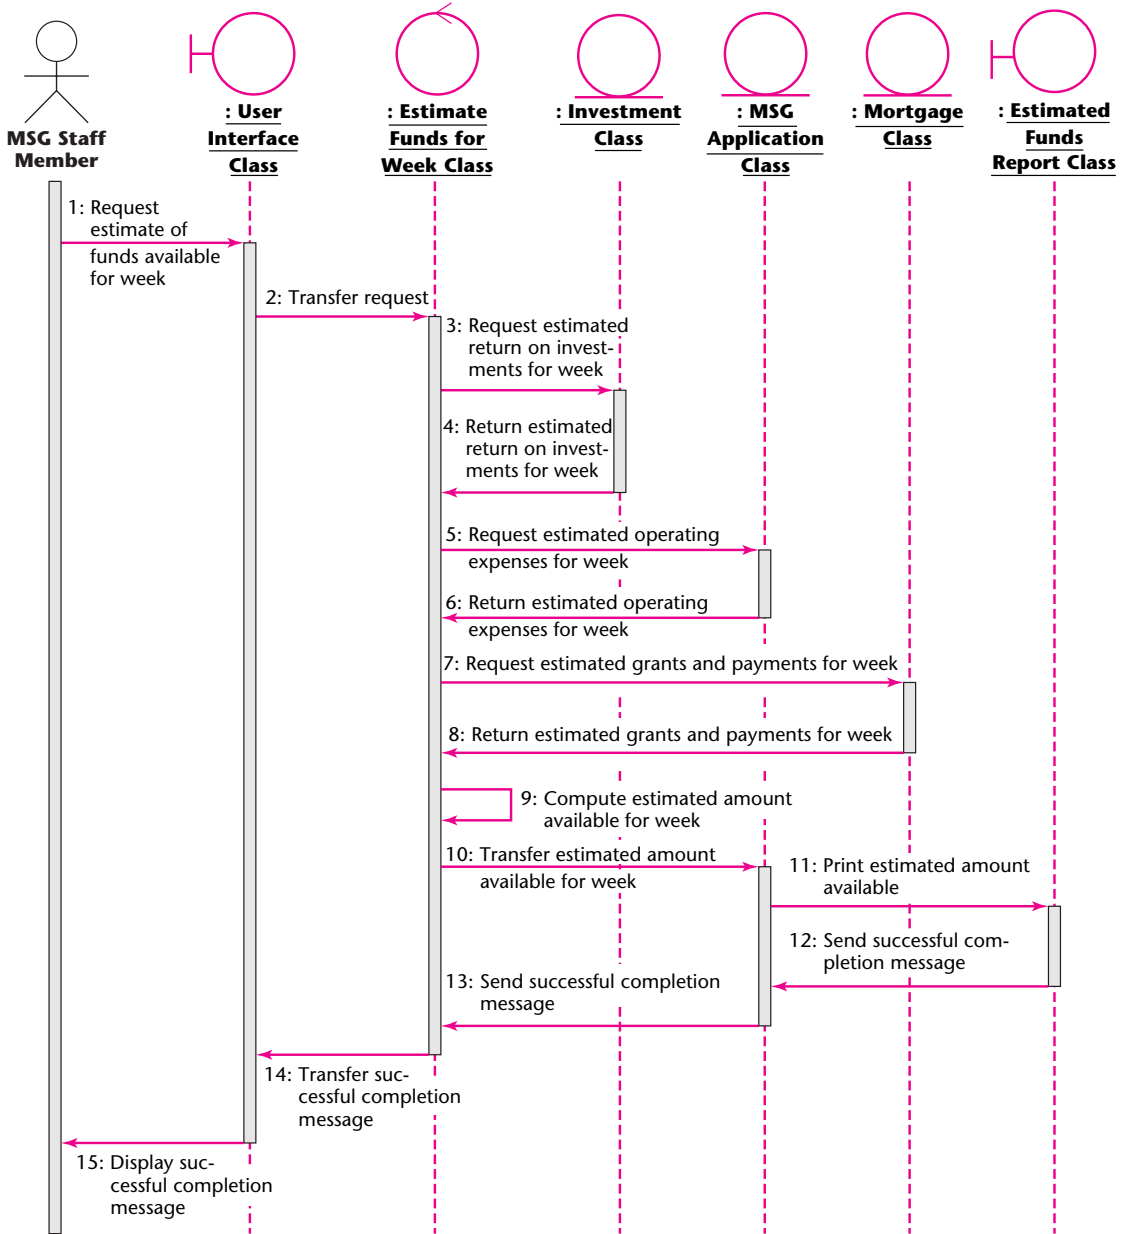 MSG Staff
Member
: User
Interface
Class
: Estimate
Funds for
Week Class
: Investment
Class
: MSG
Application
Class
: Mortgage
Class
: Estimated
Funds
Report Class
1: Request
estimate of
funds available
for week
2: Transfer request
3: Request estimated
return on invest-
ments for week
4: Return estimated
return on invest-
ments for week
5: Request estimated operating
expenses for week
6: Return estimated operating
expenses for week
7: Request estimated grants and payments for week
8: Return estimated grants and payments for week
9: Compute estimated amount
available for week
10: Transfer estimated amount
available for week
11: Print estimated amount
available
12: Send successful com-
pletion message
13: Send successful completion
message
14: Transfer suc-
cessful completion
message
15: Display suc-
cessful completion
message